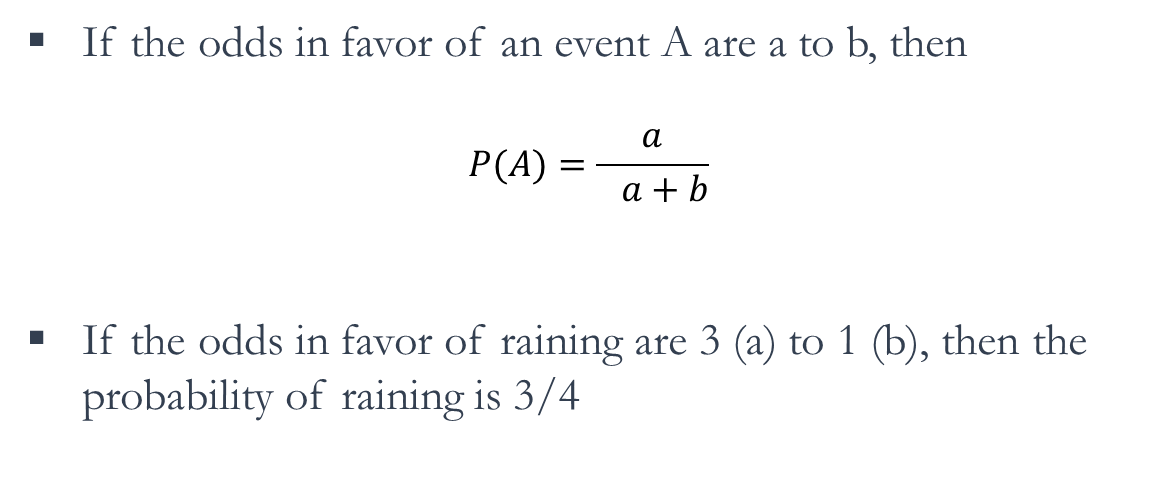 ▪ If the odds in favor of an event A are a to b, then
P(A) = a / (a + b)
▪ If the odds in favor of raining are 3 (a) to 1 (b), then the
probability of raining is 3/4